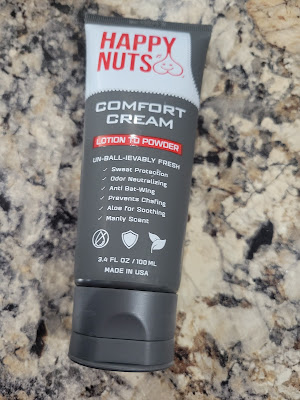 HAPPY
NUTS
COMFORT
CREAM
LOTION TO POWDER
UN-BALL-IEVABLY FRESH
✓ Sweat Protection
✓ Odor Neutralizing
✓ Anti Bat-Wing
✓ Prevents Chafing
✓ Aloe for Soothing
✓ Manly Scent
3.4 FL OZ / 100 ML
MADE IN USA